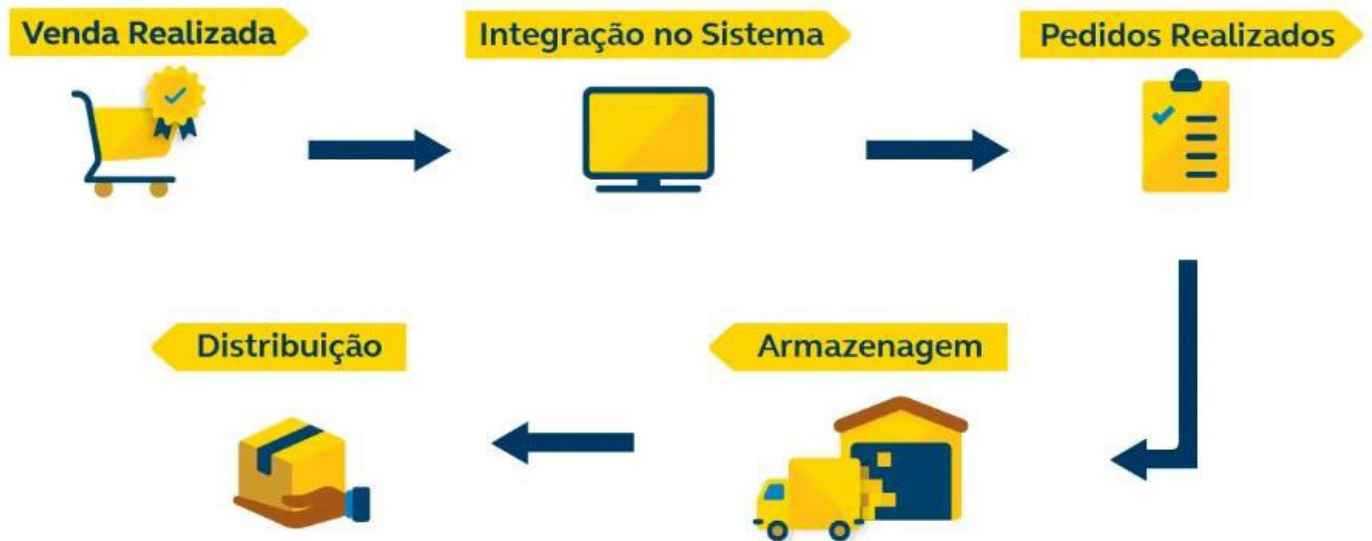 Venda Realizada
Integração no Sistema
Pedidos Realizados
Armazenagem
Distribuição